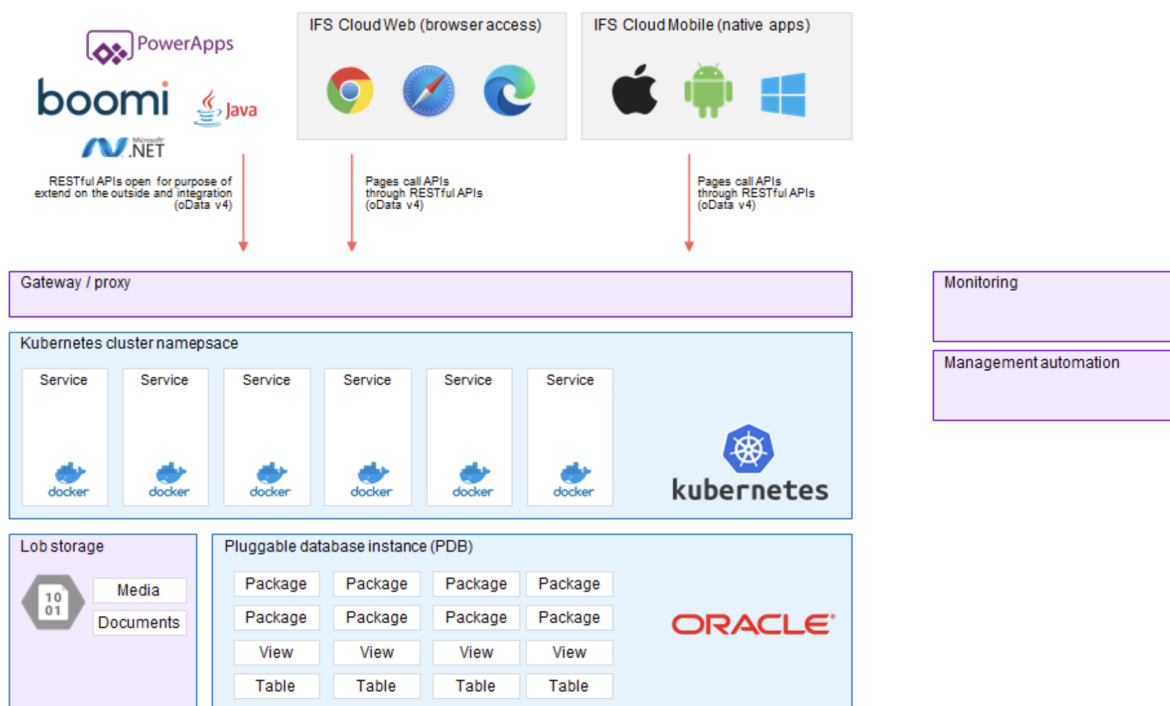 PowerApps
boomi
Java
Microsoft
.NET
RESTful APIs open for purpose of
extend on the outside and integration
(oData v4)
IFS Cloud Web (browser access)
Pages call APIs
through RESTful APIs
(oData v4)
IFS Cloud Mobile (native apps)
Pages call APIs
through RESTful APIs
(oData v4)
Gateway / proxy
Monitoring
Management automation
Kubernetes cluster namepsace
Service Service Service Service Service Service
docker docker docker docker docker docker
kubernetes
Lob storage
10
01
Media
Documents
Pluggable database instance (PDB)
Package Package Package Package
Package Package Package Package
View View View View
Table Table Table Table
ORACLE